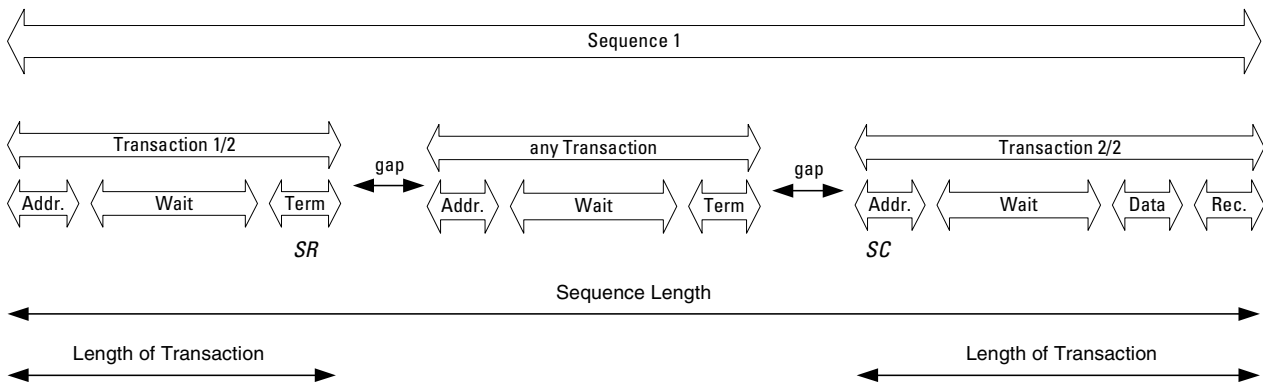 Sequence 1
Transaction 1/2
any Transaction
Transaction 2/2
gap
gap
Addr.
Wait
Term
Addr.
Wait
Term
Addr.
Wait
Data
Rec.
SR
SC
Sequence Length
Length of Transaction
Length of Transaction